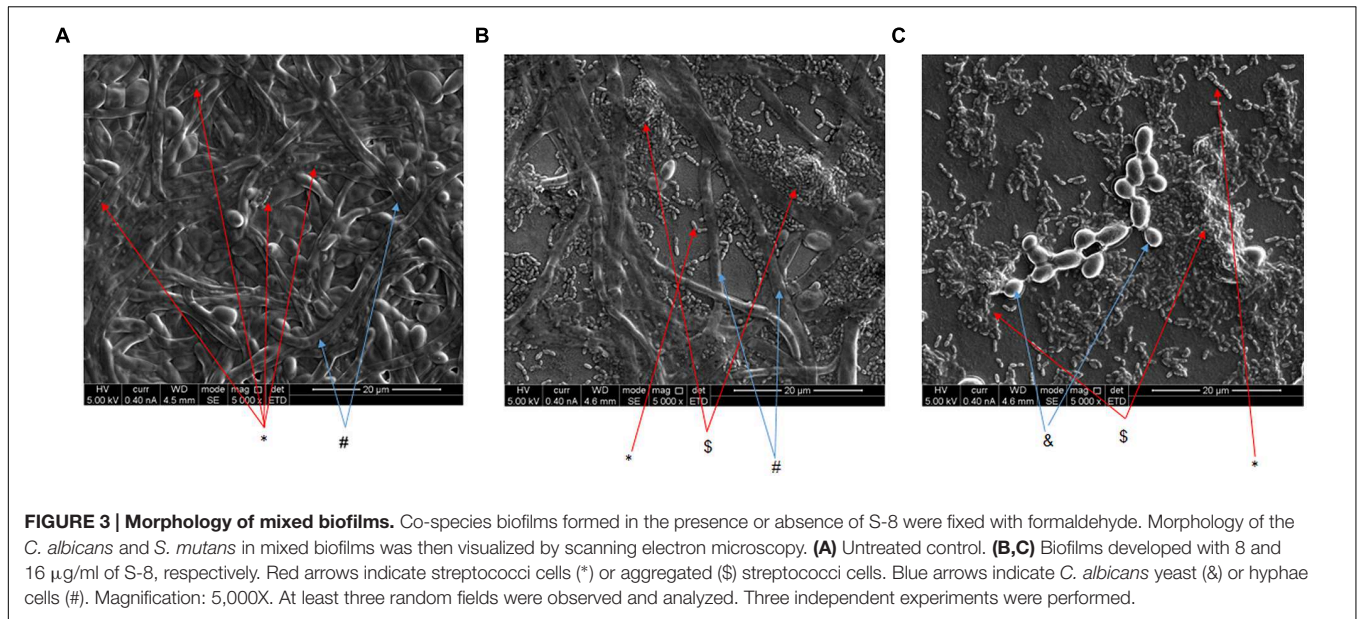 A
B
C
HV curr WD mode mag □ det
5.00 kV 0.40 nA 4.5 mm SE 5 000 x ETD
20 µm
HV curr WD mode mag □ det
5.00 kV 0.40 nA 4.6 mm SE 5 000 x ETD
20 µm
HV curr WD mode mag □ det
5.00 kV 0.40 nA 4.6 mm SE 5 000 x ETD
20 µm
*
#
*
$
#
&
$
*
FIGURE 3 | Morphology of mixed biofilms. Co-species biofilms formed in the presence or absence of S-8 were fixed with formaldehyde. Morphology of the
C. albicans and S. mutans in mixed biofilms was then visualized by scanning electron microscopy. (A) Untreated control. (B,C) Biofilms developed with 8 and
16 µg/ml of S-8, respectively. Red arrows indicate streptococci cells (*) or aggregated ($) streptococci cells. Blue arrows indicate C. albicans yeast (&) or hyphae
cells (#). Magnification: 5,000X. At least three random fields were observed and analyzed. Three independent experiments were performed.